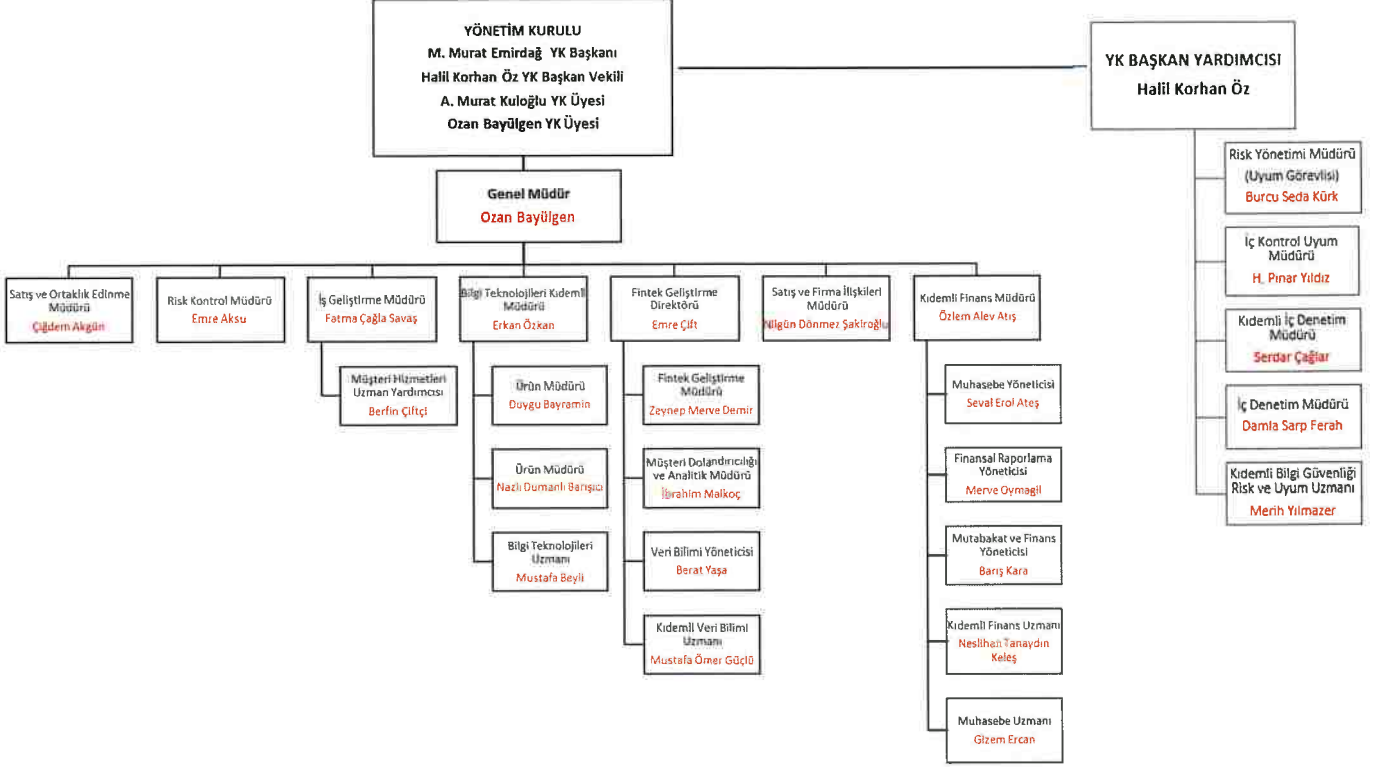 YÖNETİM KURULU
M. Murat Emirdağ YK Başkanı
Halil Korhan Öz YK Başkan Vekili
A. Murat Kuloğlu YK Üyesi
Ozan Bayülgen YK Üyesi
YK BAŞKAN YARDIMCISI
Halil Korhan Öz
Genel Müdür
Ozan Bayülgen
Risk Yönetimi Müdürü
(Uyum Görevlisi)
Burcu Seda Kürk
İç Kontrol Uyum
Müdürü
H. Pınar Yıldız
Kıdemli İç Denetim
Müdürü
Serdar Çağlar
İç Denetim Müdürü
Damla Sarp Ferah
Kıdemli Bilgi Güvenliği
Risk ve Uyum Uzmanı
Merih Yılmazer
Satış ve Ortaklık Edinme
Müdürü
Çiğdem Akgün
Risk Kontrol Müdürü
Emre Aksu
İş Geliştirme Müdürü
Fatma Çağla Savaş
Müşteri Hizmetleri
Uzman Yardımcısı
Berfin Çiftçi
Bilgi Teknolojileri Kıdemli
Müdürü
Erkan Özkan
Ürün Müdürü
Duygu Bayramin
Ürün Müdürü
Nazlı Dumanlı Barışıcı
Bilgi Teknolojileri
Uzmanı
Mustafa Beyli
Fintek Geliştirme
Direktörü
Emre Çift
Fintek Geliştirme
Müdürü
Zeynep Merve Demir
Müşteri Dolandırıcılığı
ve Analitik Müdürü
İbrahim Malkoç
Veri Bilimi Yöneticisi
Berat Yaşa
Kıdemli Veri Bilimi
Uzmanı
Mustafa Ömer Güçlü
Satış ve Firma İlişkileri
Müdürü
Nilgün Dönmez Şakiroğlu
Kıdemli Finans Müdürü
Özlem Alev Atış
Muhasebe Yöneticisi
Seval Erol Ateş
Finansal Raporlama
Yöneticisi
Merve Oymagil
Mutabakat ve Finans
Yöneticisi
Barış Kara
Kıdemli Finans Uzmanı
Neslihan Tanaydın
Keleş
Muhasebe Uzmanı
Gizem Ercan